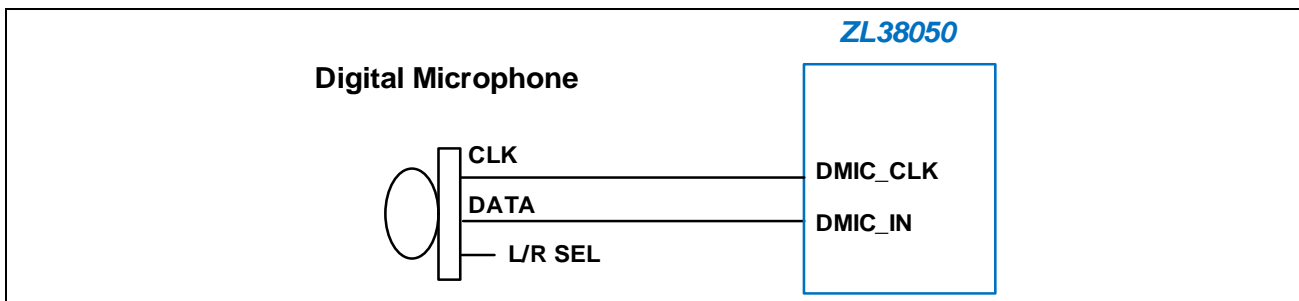 ZL38050
Digital Microphone
CLK
DMIC_CLK
DATA
DMIC_IN
L/R SEL